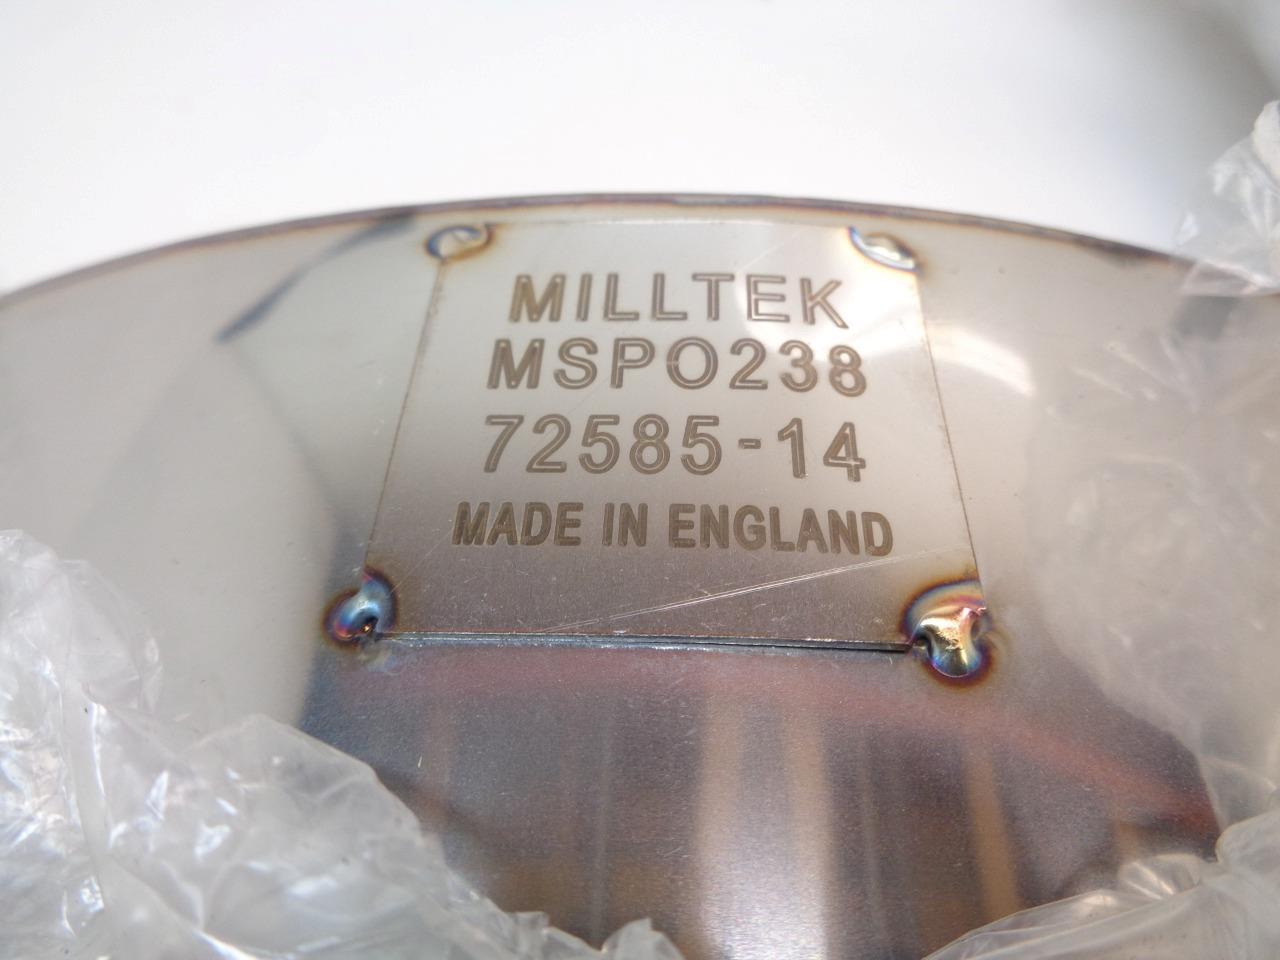 MILLTEK
MSPO238
72585-14
MADE IN ENGLAND